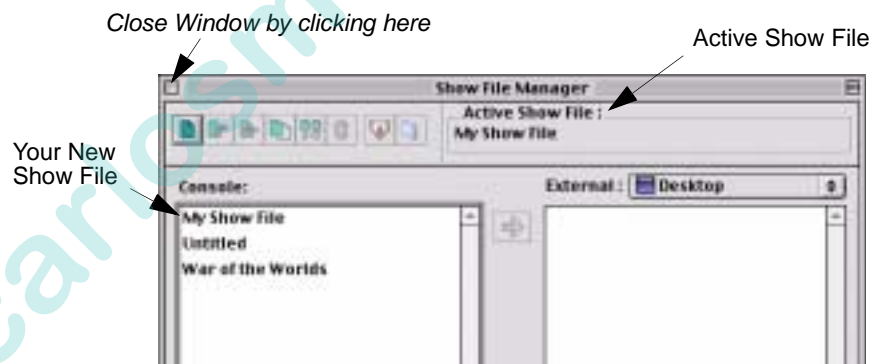 Close Window by clicking here
Active Show File
Show File Manager
Active Show File :
My Show File
Your New
Show File
Console:
External :
Desktop
My Show File
Untitled
War of the Worlds
carlosm